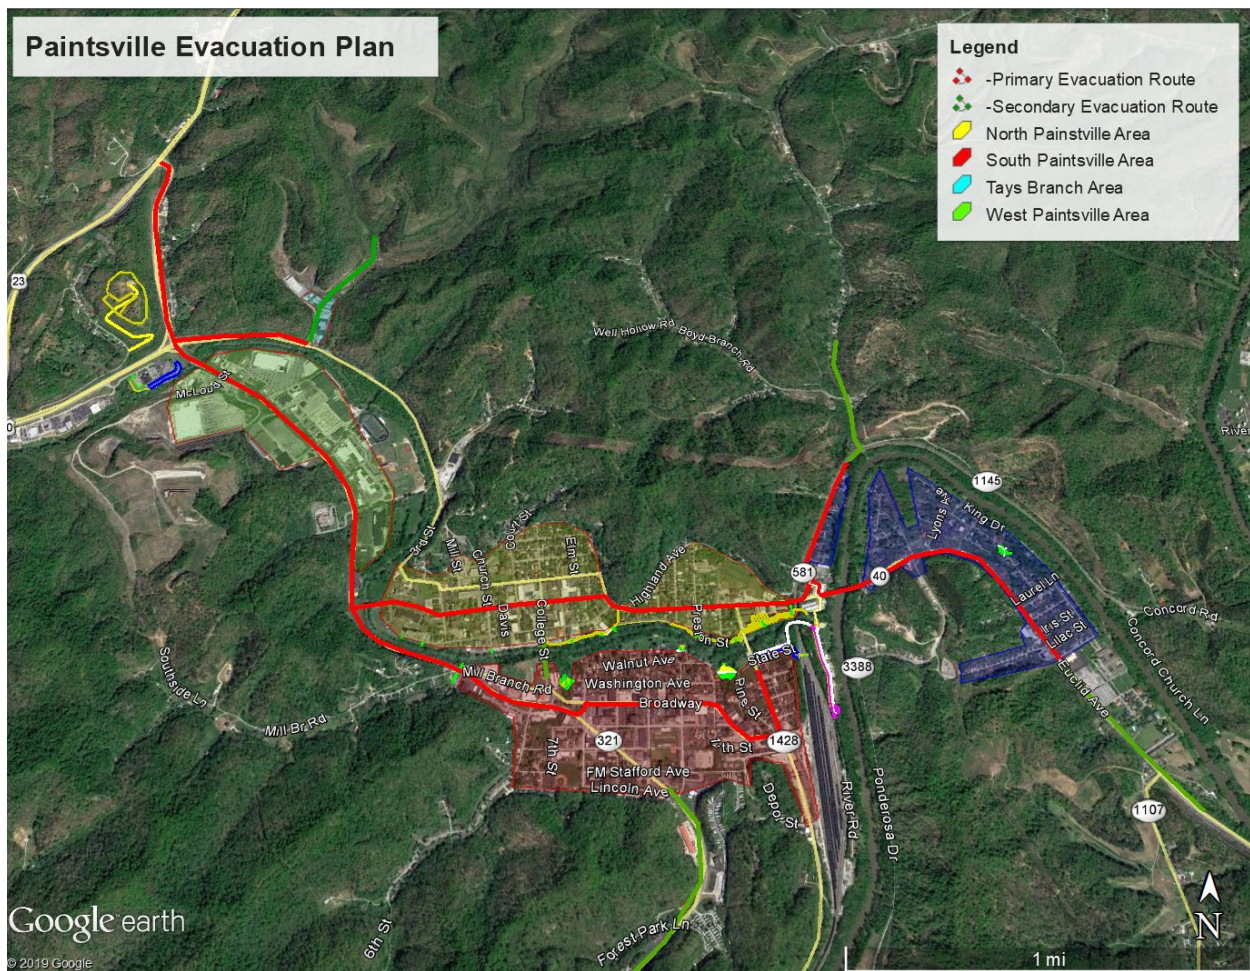 Paintsville Evacuation Plan
Legend
-Primary Evacuation Route
-Secondary Evacuation Route
North Painstville Area
South Paintsville Area
Tays Branch Area
West Paintsville Area
23
Well Hollow Rd
Boyd Branch Rd
McLoud St
0
River
1145
Lyons Ave
King Dr
3rd St
Mill St
Church St
Court St
Elm St
Davis
College St
Highland Ave
Preston St
581
40
Laurel Ln
Iris St
Lilac St
Concord Rd
Concord Church Ln
Euclid Ave
State St
3388
Walnut Ave
Mill Branch Rd
Washington Ave
Pine St
Broadway
Southside Ln
Mill Br Rd
7th St
321
1428
FM Stafford Ave
Lincoln Ave
Depot St
River Rd
Ponderosa Dr
1107
6th St
Forest Park Ln
N
Google earth
© 2019 Google
1 mi